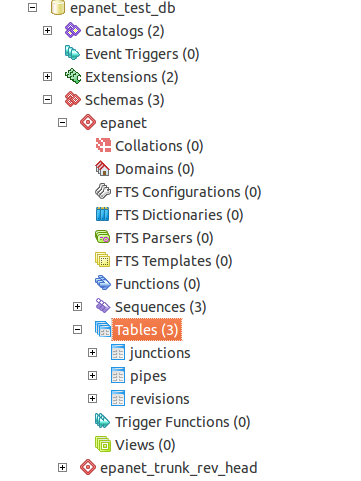 epanet_test_db
Catalogs (2)
Event Triggers (0)
Extensions (2)
Schemas (3)
epanet
Collations (0)
Domains (0)
FTS Configurations (0)
FTS Dictionaries (0)
FTS Parsers (0)
FTS Templates (0)
Functions (0)
Sequences (3)
Tables (3)
junctions
pipes
revisions
Trigger Functions (0)
Views (0)
epanet_trunk_rev_head